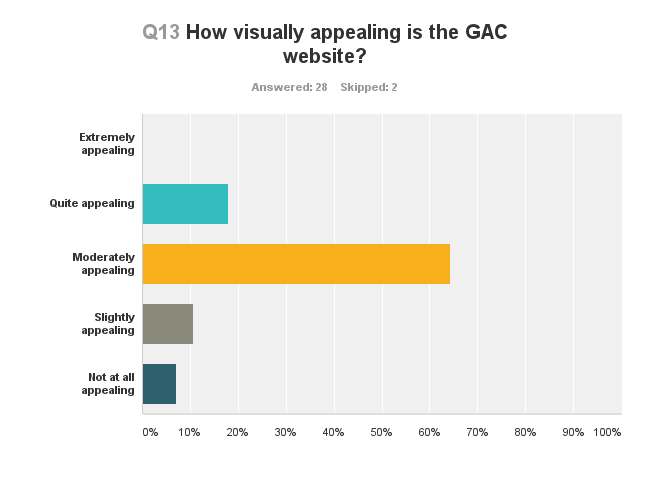 Q13 How visually appealing is the GAC
website?
Answered: 28 Skipped: 2
Extremely
appealing
Quite appealing
Moderately
appealing
Slightly
appealing
Not at all
appealing
0% 10% 20% 30% 40% 50% 60% 70% 80% 90% 100%